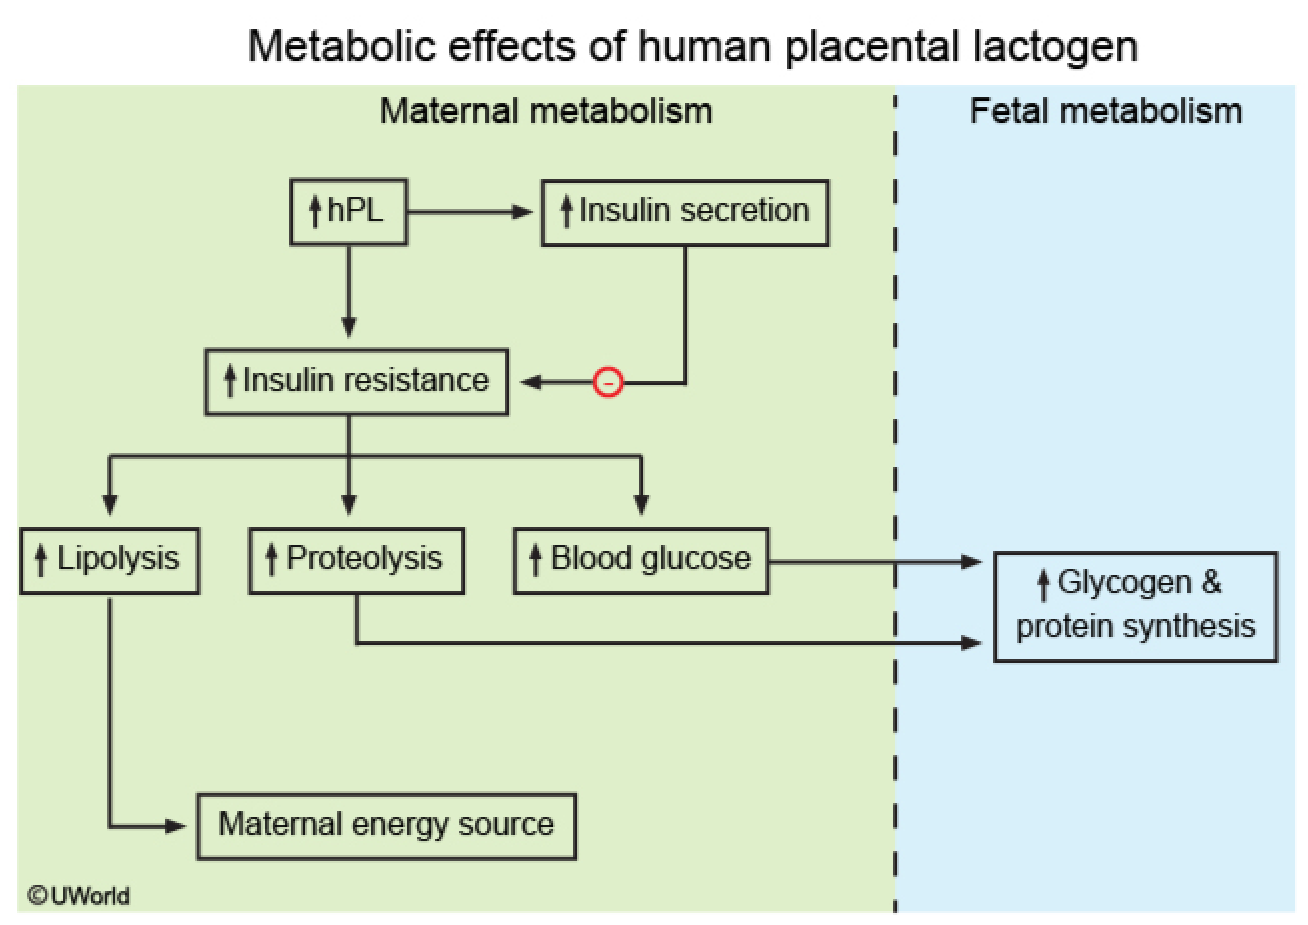 Metabolic effects of human placental lactogen
Maternal metabolism
Fetal metabolism
↑hPL
↑Insulin secretion
↑Insulin resistance
-
↑Lipolysis
↑Proteolysis
↑Blood glucose
↑Glycogen &
protein synthesis
Maternal energy source
©UWorld